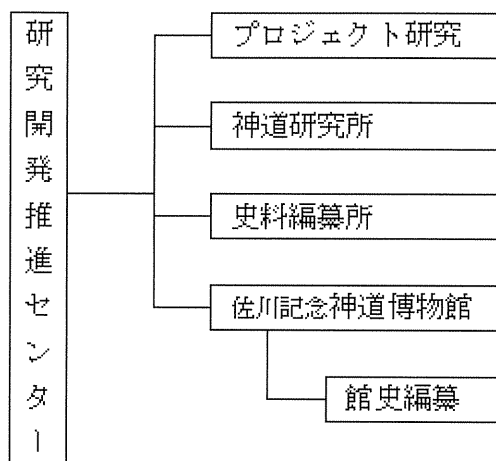 研究開発推進センター
プロジェクト研究
神道研究所
史料編纂所
佐川記念神道博物館
館史編纂